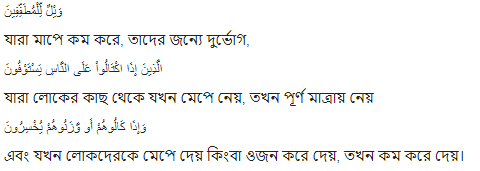 وَيْلٌ لِّلْمُطَفِّفِينَ
যারা মাপে কম করে, তাদের জন্যে দুর্ভোগ,
الَّذِينَ إِذَا اكْتَالُواْ عَلَى النَّاسِ يَسْتَوْفُونَ
যারা লোকের কাছ থেকে যখন মেপে নেয়, তখন পূর্ণ মাত্রায় নেয়
وَإِذَا كَالُوهُمْ أَو وَّزَنُوهُمْ يُخْسِرُونَ
এবং যখন লোকদেরকে মেপে দেয় কিংবা ওজন করে দেয়, তখন কম করে দেয়।